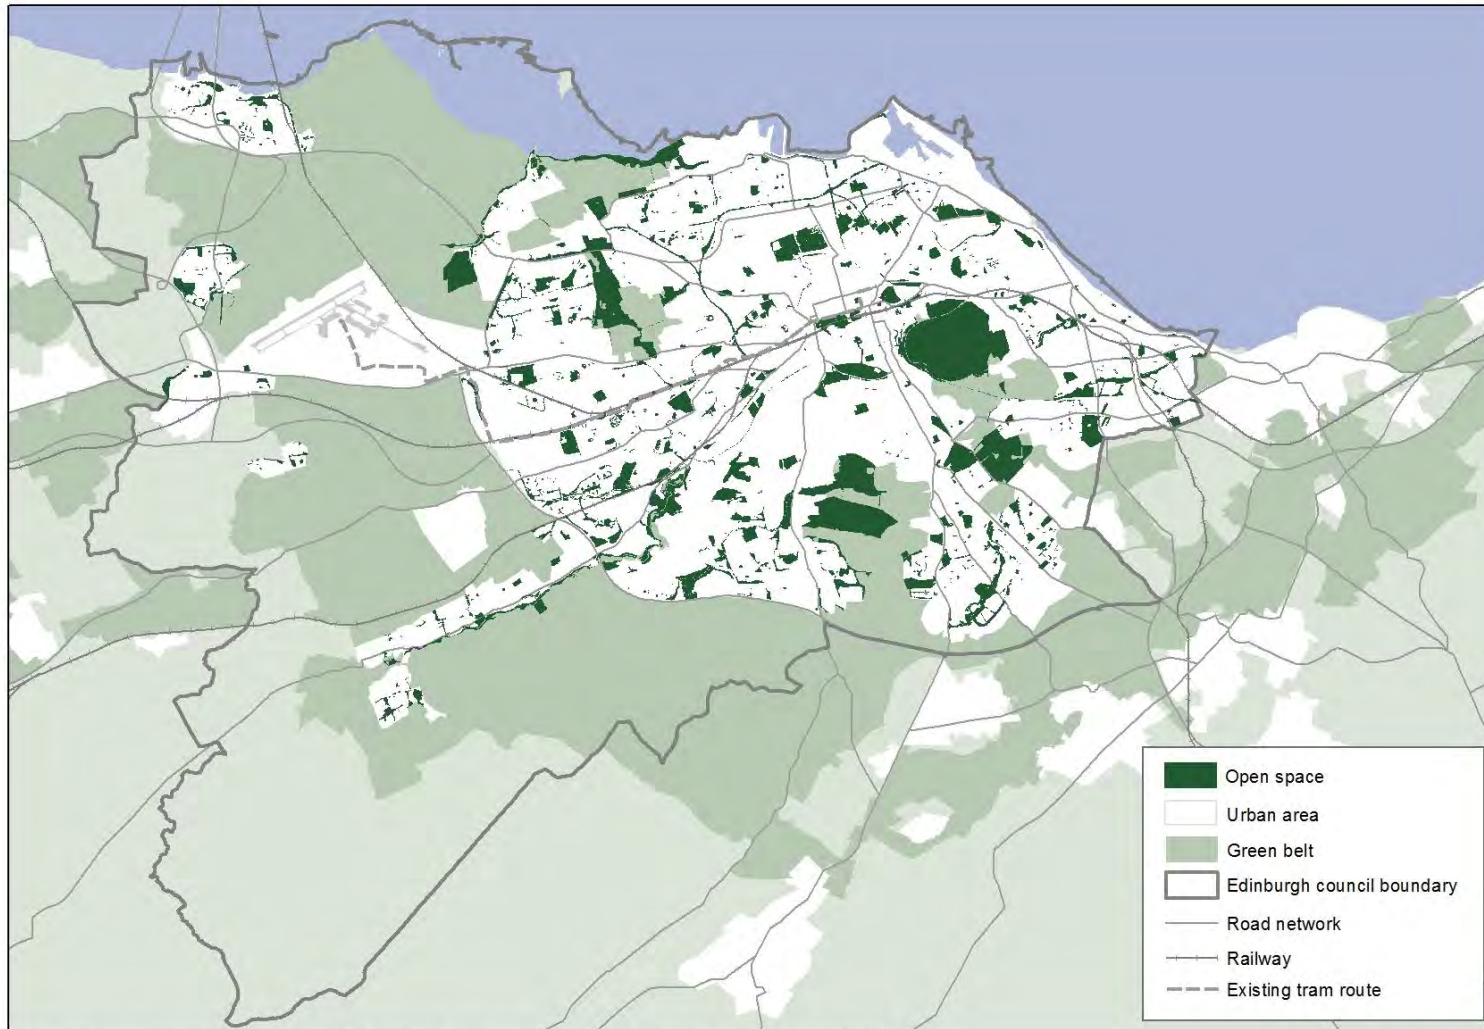 Open space
Urban area
Green belt
Edinburgh council boundary
Road network
Railway
Existing tram route